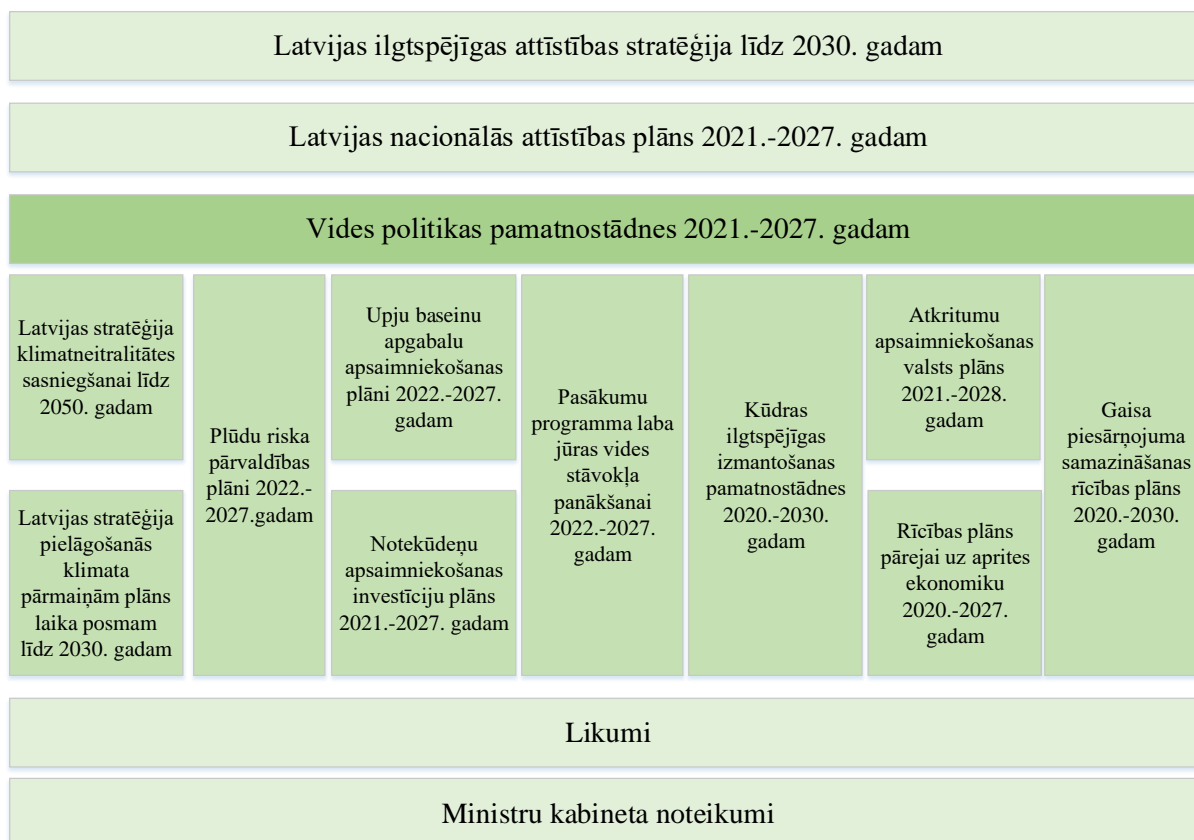 Latvijas ilgtspējīgas attīstības stratēģija līdz 2030. gadam
Latvijas nacionālās attīstības plāns 2021.-2027. gadam
Vides politikas pamatnostādnes 2021.-2027. gadam
Latvijas stratēģija
klimatneitralitātes
sasniegšanai līdz
2050. gadam
Latvijas stratēģija
pielāgošanās
klimata
pārmaiņām plāns
laika posmam
līdz 2030. gadam
Plūdu riska
pārvaldības
plāni 2022.-
2027.gadam
Upju baseinu
apgabalu
apsaimniekošanas
plāni 2022.-2027.
gadam
Notekūdeņu
apsaimniekošanas
investīciju plāns
2021.-2027. gadam
Pasākumu
programma laba
jūras vides
stāvokļa
panākšanai
2022.-2027.
gadam
Kūdras
ilgtspējīgas
izmantošanas
pamatnostādnes
2020.-2030.
gadam
Atkritumu
apsaimniekošanas
valsts plāns
2021.-2028.
gadam
Rīcības plāns
pārejai uz aprites
ekonomiku
2020.-2027.
gadam
Gaisa
piesārņojuma
samazināšanas
rīcības plāns
2020.-2030.
gadam
Likumi
Ministru kabineta noteikumi